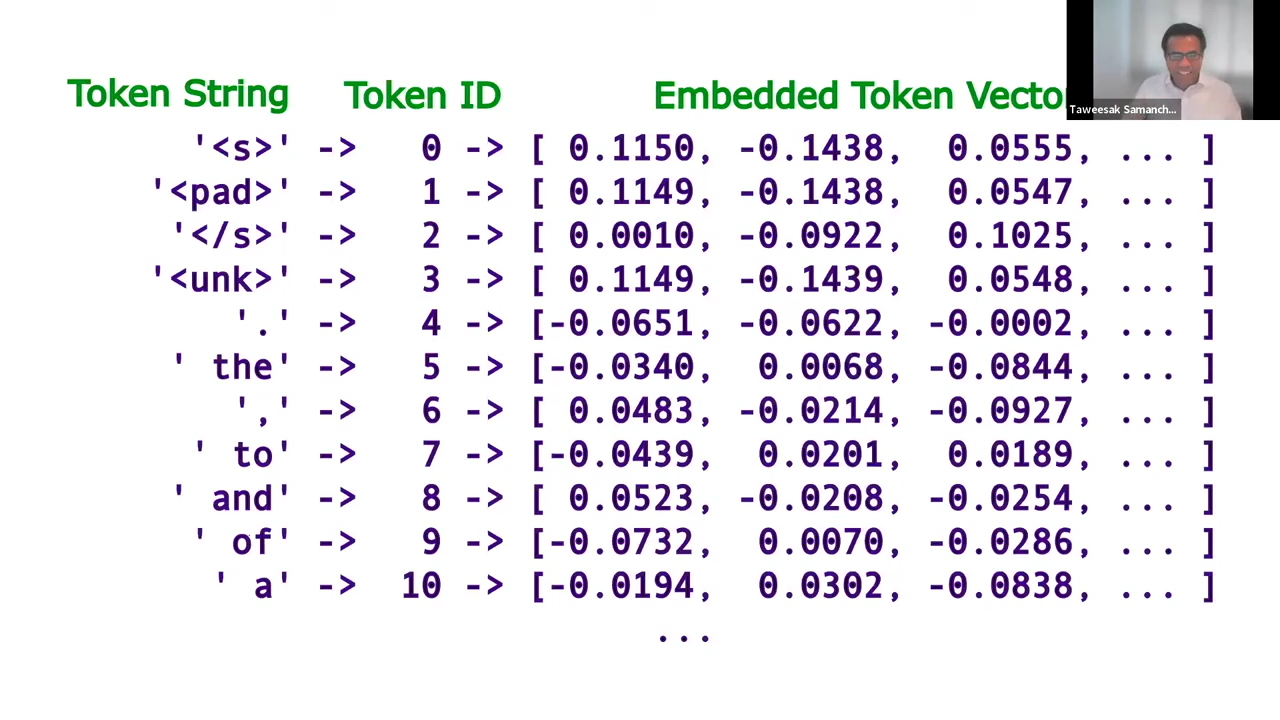 Token String Token ID Embedded Token Vecto
Taweesak Samanch...
'<s>' -> 0 -> [ 0.1150, -0.1438, 0.0555, ... ]
'<pad>' -> 1 -> [ 0.1149, -0.1438, 0.0547, ... ]
'</s>' -> 2 -> [ 0.0010, -0.0922, 0.1025, ... ]
'<unk>' -> 3 -> [ 0.1149, -0.1439, 0.0548, ... ]
'.' -> 4 -> [-0.0651, -0.0622, -0.0002, ... ]
' the' -> 5 -> [-0.0340, 0.0068, -0.0844, ... ]
',' -> 6 -> [ 0.0483, -0.0214, -0.0927, ... ]
' to' -> 7 -> [-0.0439, 0.0201, 0.0189, ... ]
' and' -> 8 -> [ 0.0523, -0.0208, -0.0254, ... ]
' of' -> 9 -> [-0.0732, 0.0070, -0.0286, ... ]
' a' -> 10 -> [-0.0194, 0.0302, -0.0838, ... ]
...